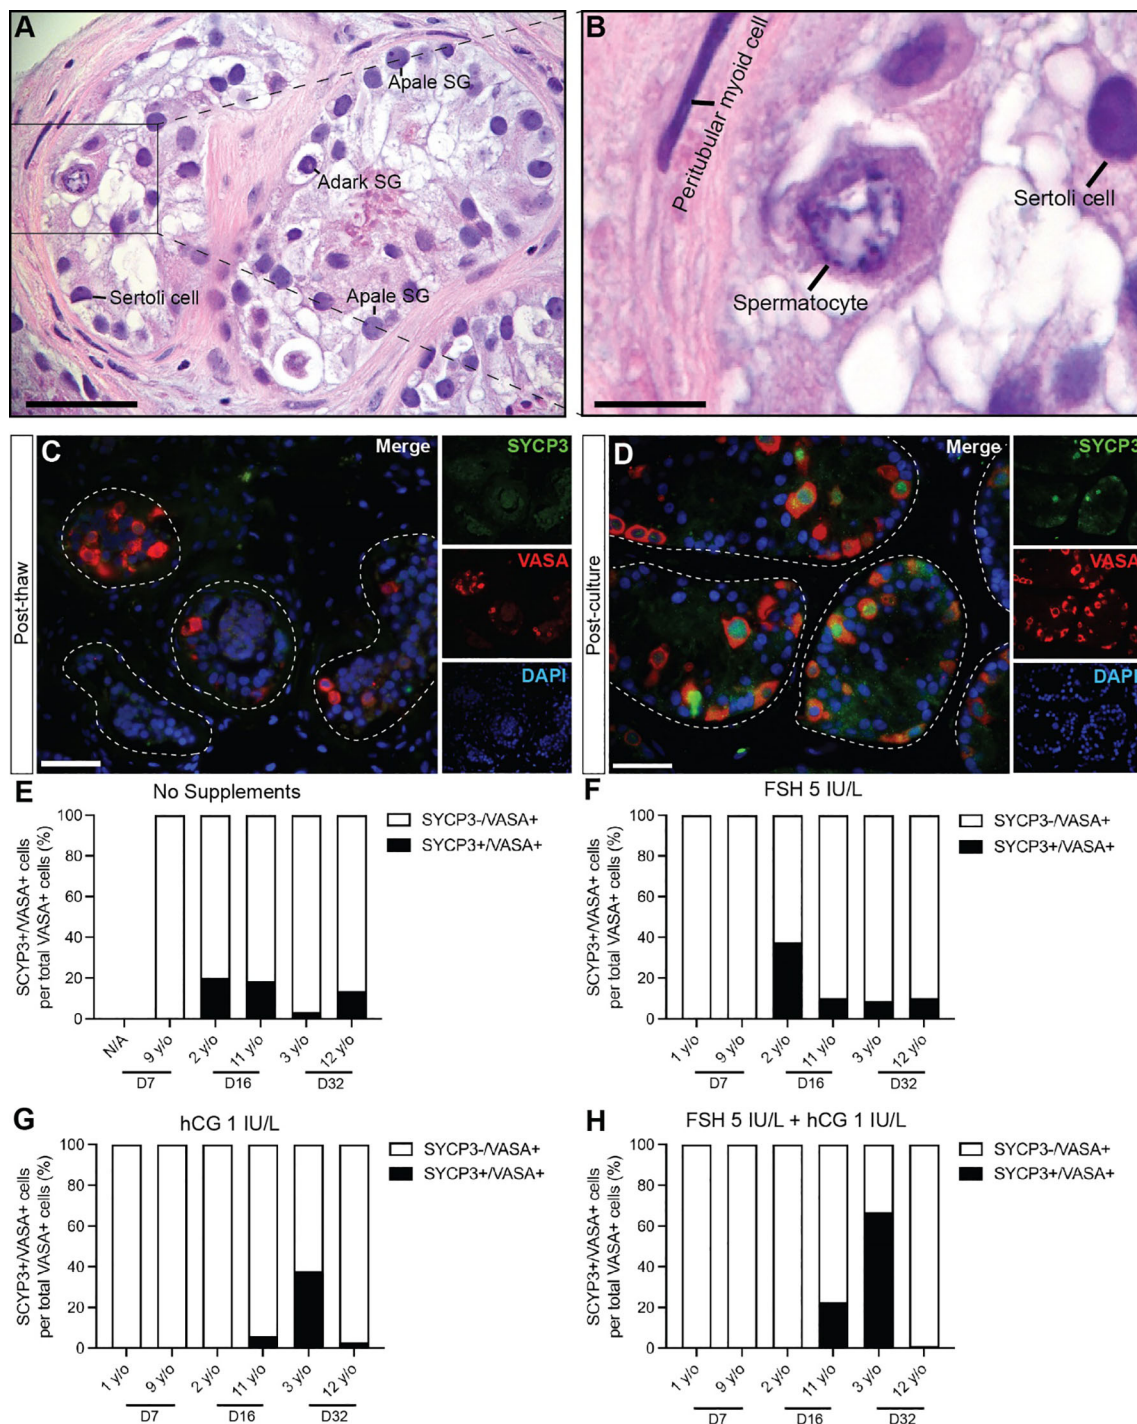 A
Apale SG
Adark SG
Sertoli cell
Apale SG
B
Peritubular myoid cell
Sertoli cell
Spermatocyte
Post-thaw
C
Merge
SYCP3
VASA
DAPI
Post-culture
D
Merge
SYCP3
VASA
DAPI
E
No Supplements
SCYP3+/VASA+ cells
per total VASA+ cells (%)
100
80
60
40
20
0
SYCP3-/VASA+
SYCP3+/VASA+
N/A
9 y/o
2 y/o
11 y/o
3 y/o
12 y/o
D7
D16
D32
F
FSH 5 IU/L
SCYP3+/VASA+ cells
per total VASA+ cells (%)
100
80
60
40
20
0
SYCP3-/VASA+
SYCP3+/VASA+
1 y/o
9 y/o
2 y/o
11 y/o
3 y/o
12 y/o
D7
D16
D32
G
hCG 1 IU/L
SCYP3+/VASA+ cells
per total VASA+ cells (%)
100
80
60
40
20
0
SYCP3-/VASA+
SYCP3+/VASA+
1 y/o
9 y/o
2 y/o
11 y/o
3 y/o
12 y/o
D7
D16
D32
H
FSH 5 IU/L + hCG 1 IU/L
SCYP3+/VASA+ cells
per total VASA+ cells (%)
100
80
60
40
20
0
SYCP3-/VASA+
SYCP3+/VASA+
1 y/o
9 y/o
2 y/o
11 y/o
3 y/o
12 y/o
D7
D16
D32